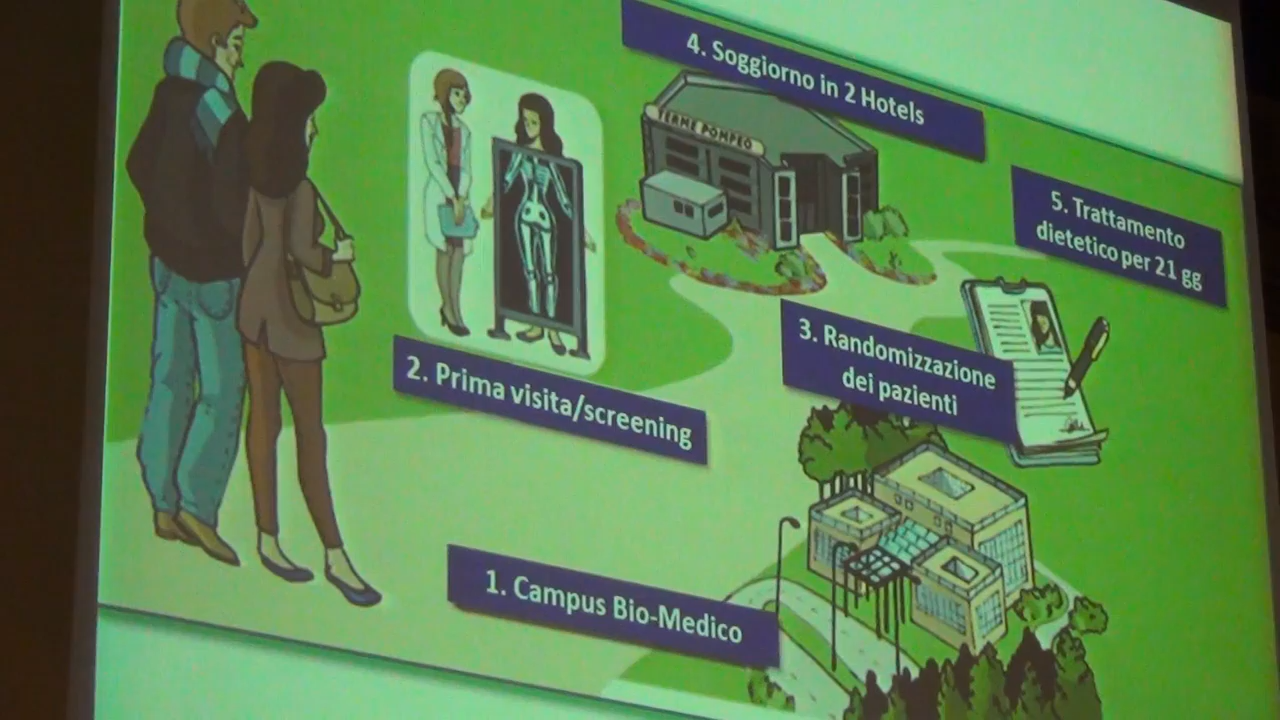 4. Soggiorno in 2 Hotels
TERME POMPEO
5. Trattamento
dietetico per 21 gg
3. Randomizzazione
dei pazienti
2. Prima visita/screening
1. Campus Bio-Medico